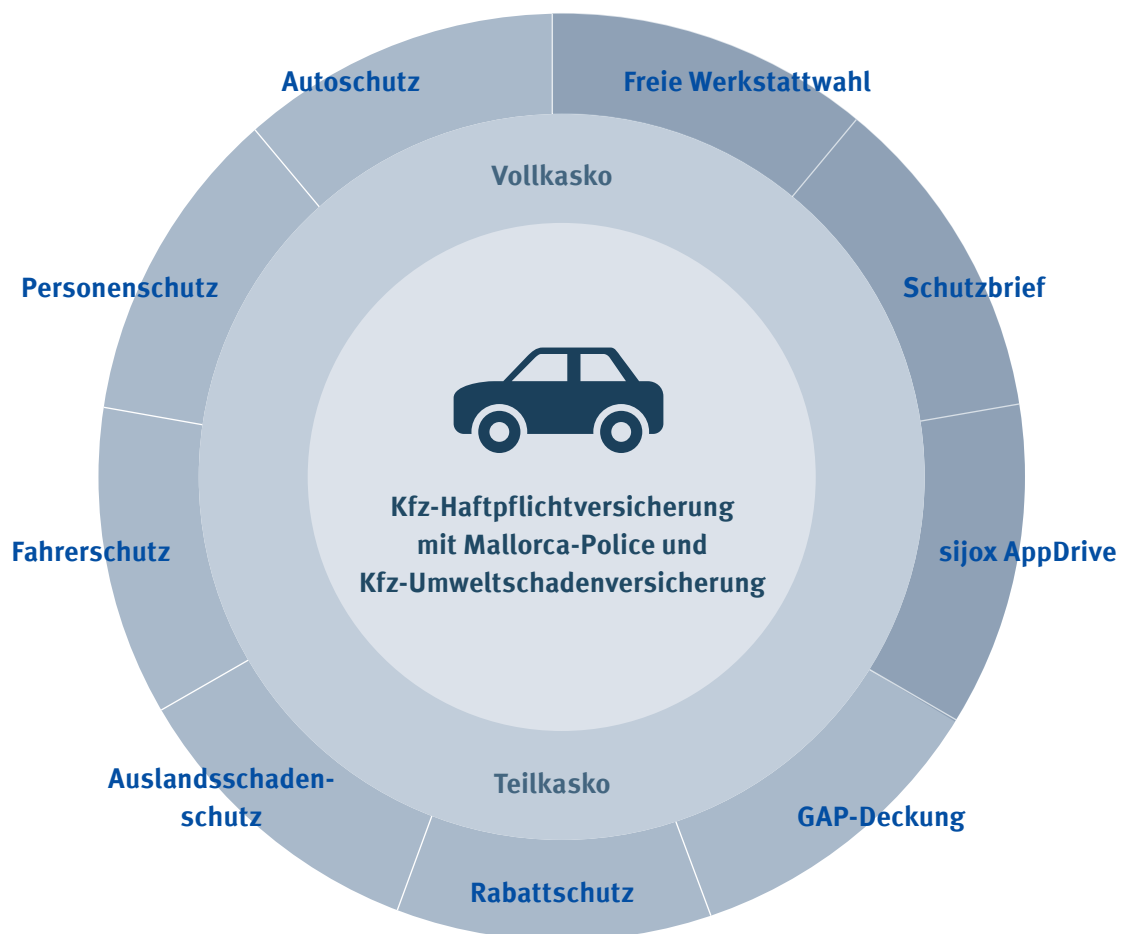 Autoschutz
Freie Werkstattwahl
Vollkasko
Personenschutz
Schutzbrief
Kfz-Haftpflichtversicherung
mit Mallorca-Police und
Kfz-Umweltschadenversicherung
Fahrerschutz
sijox AppDrive
Auslandsschaden-
schutz
Teilkasko
GAP-Deckung
Rabattschutz